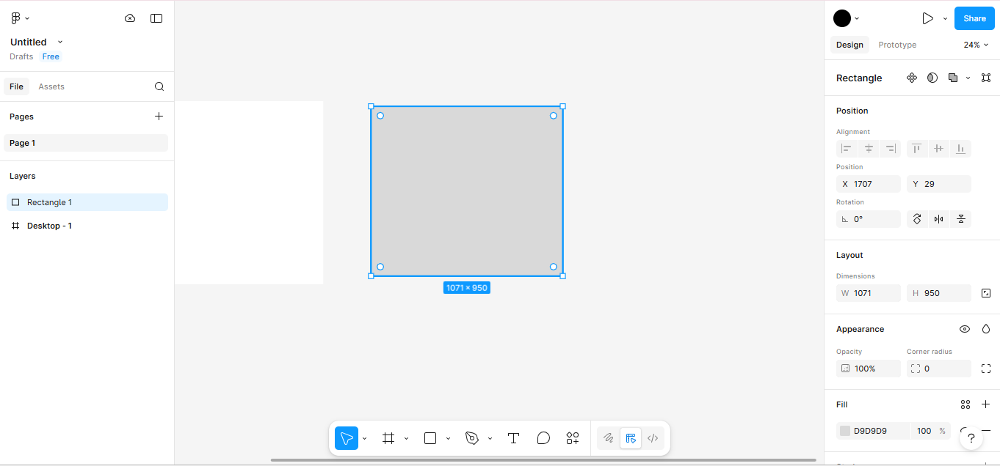 Untitled
Drafts Free
File Assets
Pages
Page 1
Layers
Rectangle 1
Desktop - 1
1071 × 950
Share
Design Prototype 24%
Rectangle
Position
Alignment
Position
X 1707 Y 29
Rotation
0°
Layout
Dimensions
W 1071 H 950
Appearance
Opacity Corner radius
100% 0
Fill
D9D9D9 100 %
?